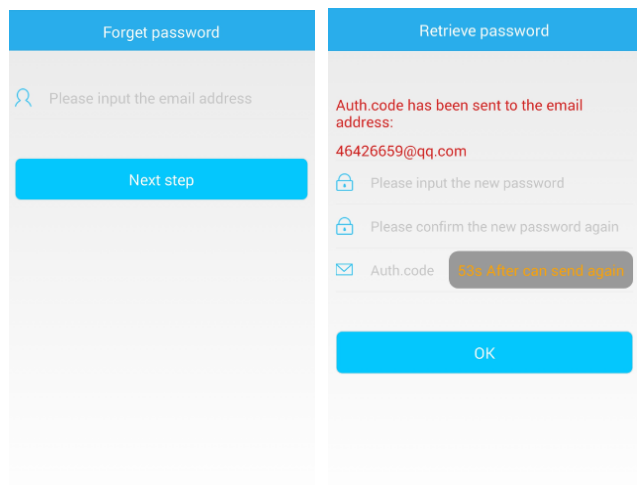 Forget password
Please input the email address
Next step
Retrieve password
Auth.code has been sent to the email
address:
46426659@qq.com
Please input the new password
Please confirm the new password again
Auth.code
53s After can send again
OK